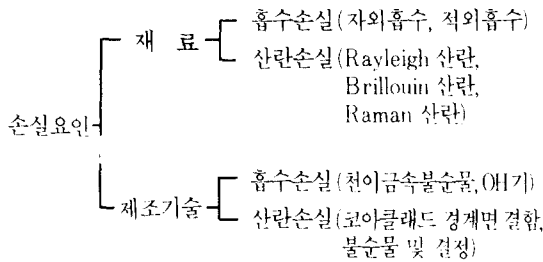 흡수손실(자외흡수, 적외흡수)
재 료
산란손실(Rayleigh 산란,
Brillouin 산란,
Raman 산란)
손실요인
흡수손실(천이금속불순물, OH기)
제조기술
산란손실(코아클래드 경계면 결함,
불순물 및 결정)